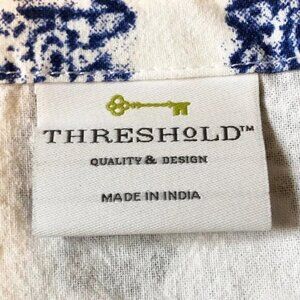 THRESHOLD™
QUALITY & DESIGN
MADE IN INDIA